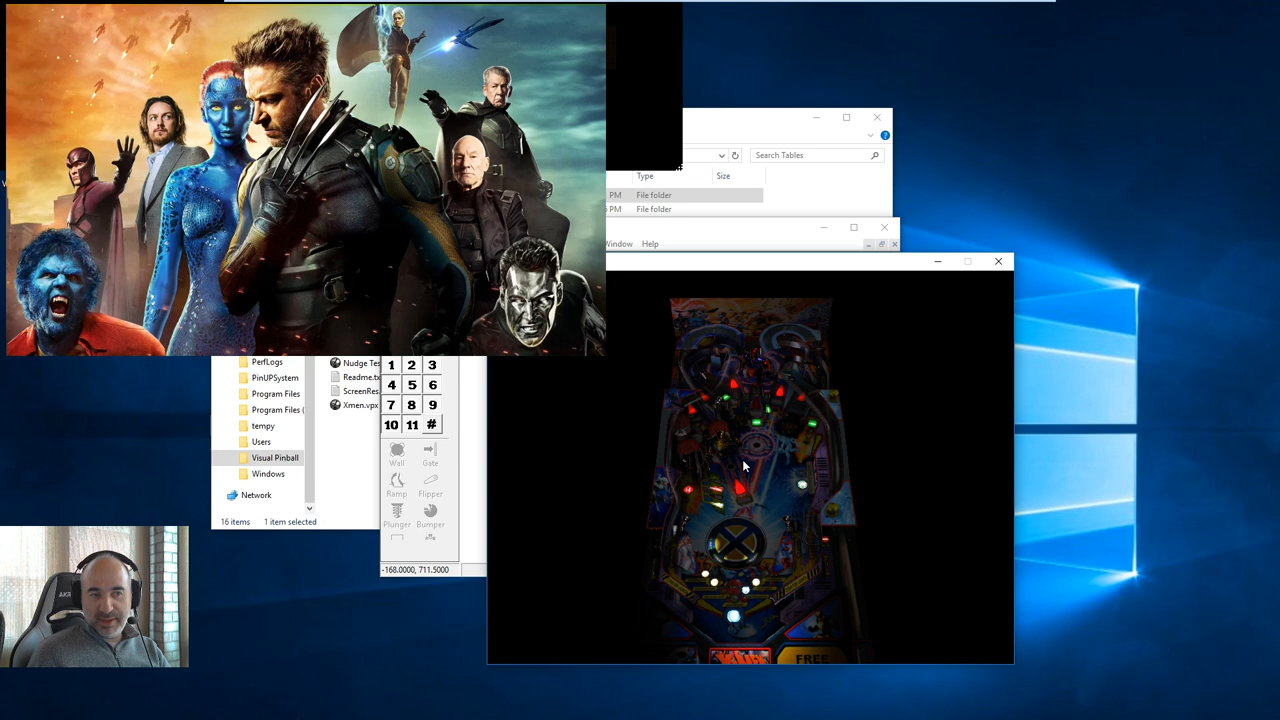 Search Tables
Type
Size
PM
File folder
PM
File folder
Window
Help
PerfLogs
PinUPSystem
Program Files
Program Files (
tempy
Users
Visual Pinball
Windows
Network
Nudge Tes
Readme.tx
ScreenRes
Xmen.vpx
16 items
1 item selected
1 2 3
4 5 6
7 8 9
10 11 #
Wall
Gate
Ramp
Flipper
Plunger
Bumper
-168.0000, 711.5000
AKR
FREE